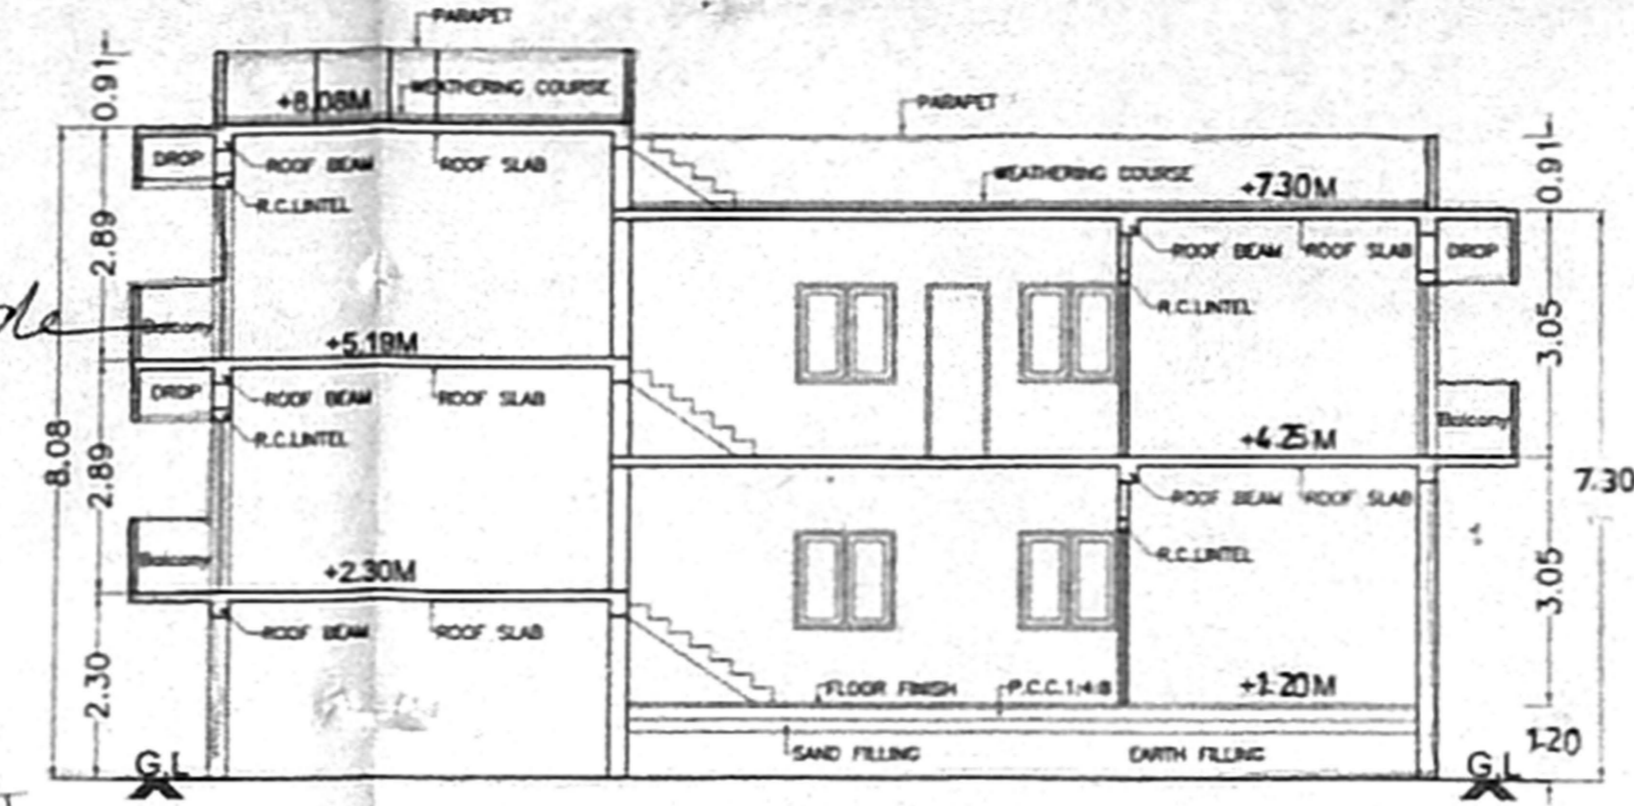 PARAPET
0.91
+8.08M
WEATHERING COURSE
PARAPET
0.91
DROP
ROOF BEAM
ROOF SLAB
WEATHERING COURSE
+7.30M
R.C.LINTEL
2.89
ROOF BEAM
ROOF SLAB
DROP
R.C.LINTEL
3.05
Balcony
+5.19M
DROP
ROOF BEAM
ROOF SLAB
Balcony
R.C.LINTEL
+4.25M
8.08
2.89
7.30
ROOF BEAM
ROOF SLAB
R.C.LINTEL
Balcony
+2.30M
3.05
ROOF BEAM
ROOF SLAB
2.30
FLOOR FINISH
P.C.C.1:4:8
+1.20M
SAND FILLING
EARTH FILLING
1.20
G.L
G.L